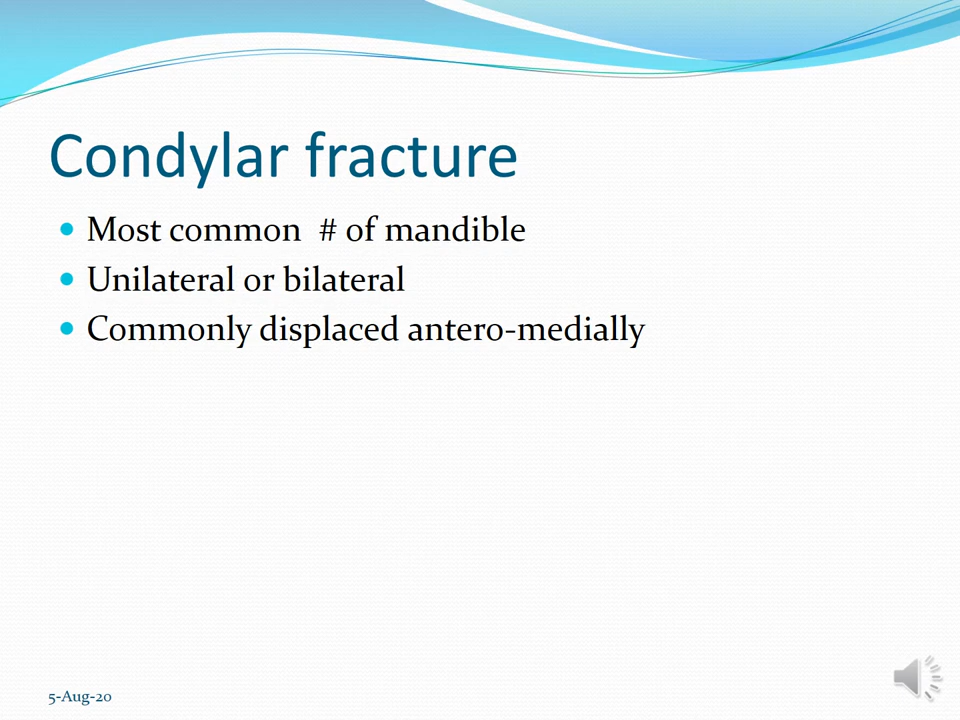 Condylar fracture
Most common # of mandible
Unilateral or bilateral
Commonly displaced antero-medially
5-Aug-20